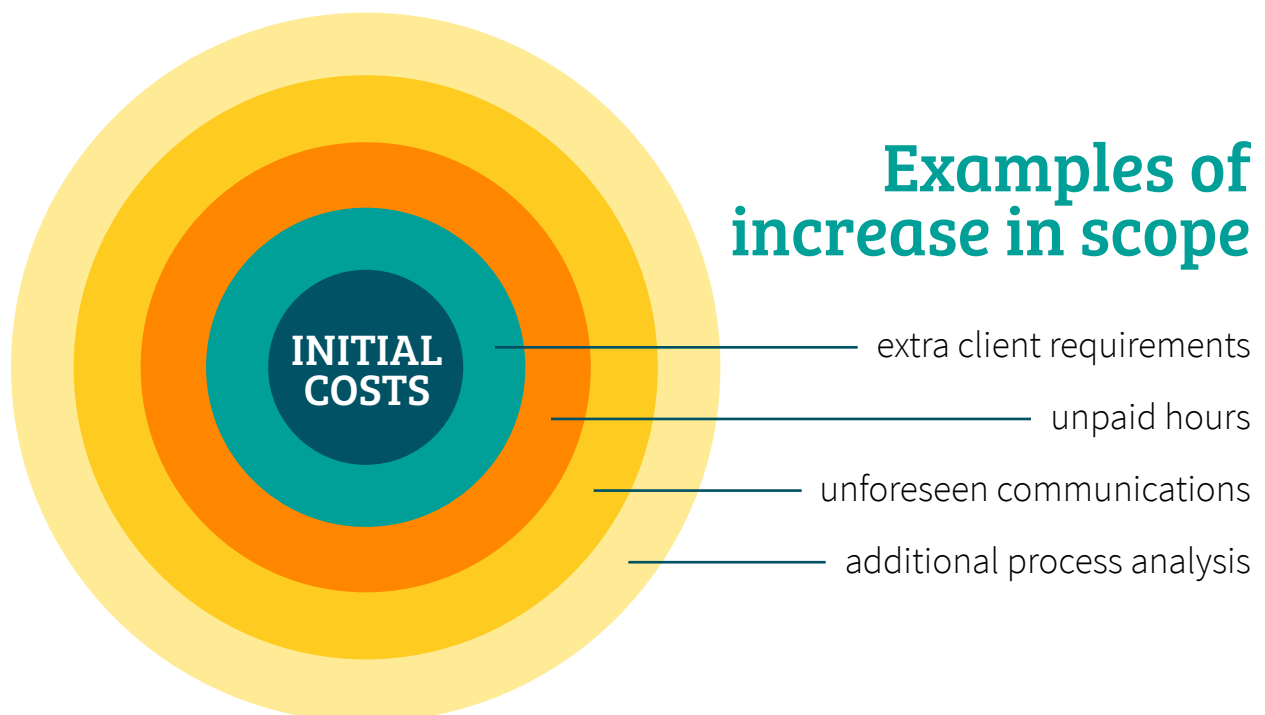 Examples of
increase in scope
INITIAL
COSTS
extra client requirements
unpaid hours
unforeseen communications
additional process analysis